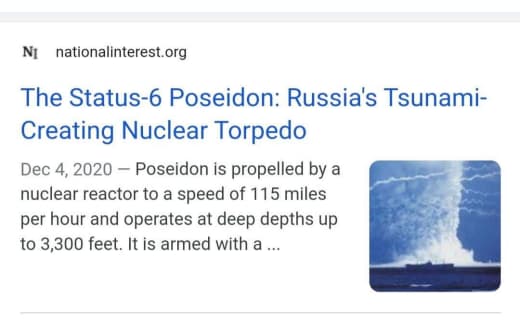 NI nationalinterest.org
The Status-6 Poseidon: Russia's Tsunami-
Creating Nuclear Torpedo
Dec 4, 2020 — Poseidon is propelled by a
nuclear reactor to a speed of 115 miles
per hour and operates at deep depths up
to 3,300 feet. It is armed with a ...